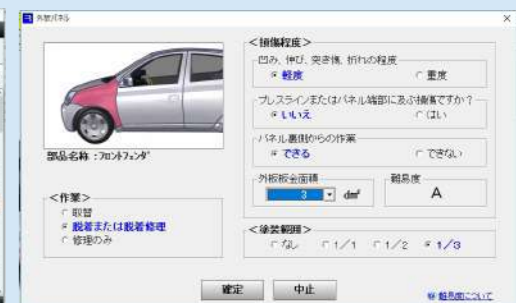 外板パネル
部品名称：フロントフェンダ
＜作業＞
取替
脱着または脱着修理
修理のみ
＜損傷程度＞
凹み、伸び、突き傷、折れの程度
軽度 重度
プレスラインまたはパネル端部に及ぶ損傷ですか？
いいえ はい
パネル裏側からの作業
できる できない
外板板金面積 難易度
3 d㎡ A
＜塗装範囲＞
なし 1/1 1/2 1/3
確定 中止
難易度について